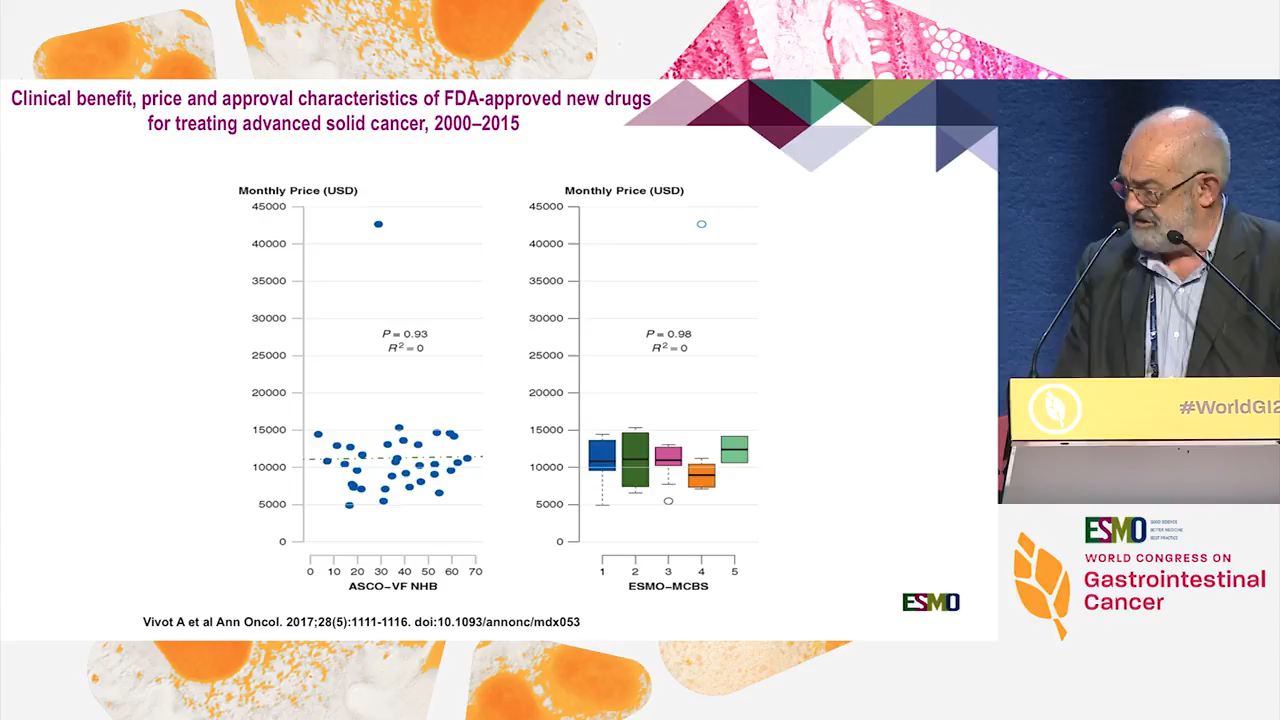 Clinical benefit, price and approval characteristics of FDA-approved new drugs
for treating advanced solid cancer, 2000–2015
Monthly Price (USD)
45000
40000
35000
30000
25000
20000
15000
10000
5000
0
P = 0.93
R² = 0
0 10 20 30 40 50 60 70
ASCO–VF NHB
Monthly Price (USD)
45000
40000
35000
30000
25000
20000
15000
10000
5000
0
P = 0.98
R² = 0
1 2 3 4 5
ESMO–MCBS
Vivot A et al Ann Oncol. 2017;28(5):1111-1116. doi:10.1093/annonc/mdx053
ESMO
#WorldGI2
ESMO
GOOD SCIENCE
BETTER MEDICINE
BEST PRACTICE
WORLD CONGRESS ON
Gastrointestinal
Cancer